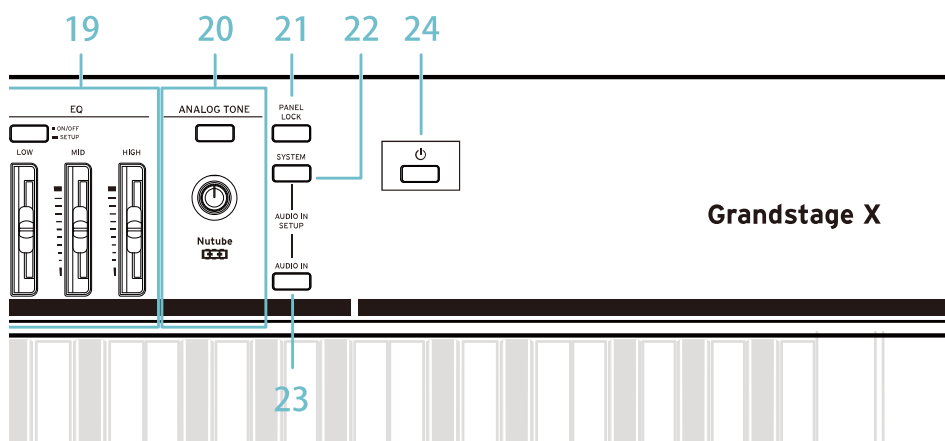 19 20 21 22 24
EQ
ON/OFF
SETUP
LOW MID HIGH
ANALOG TONE
Nutube
PANEL
LOCK
SYSTEM
AUDIO IN
SETUP
AUDIO IN
Grandstage X
23